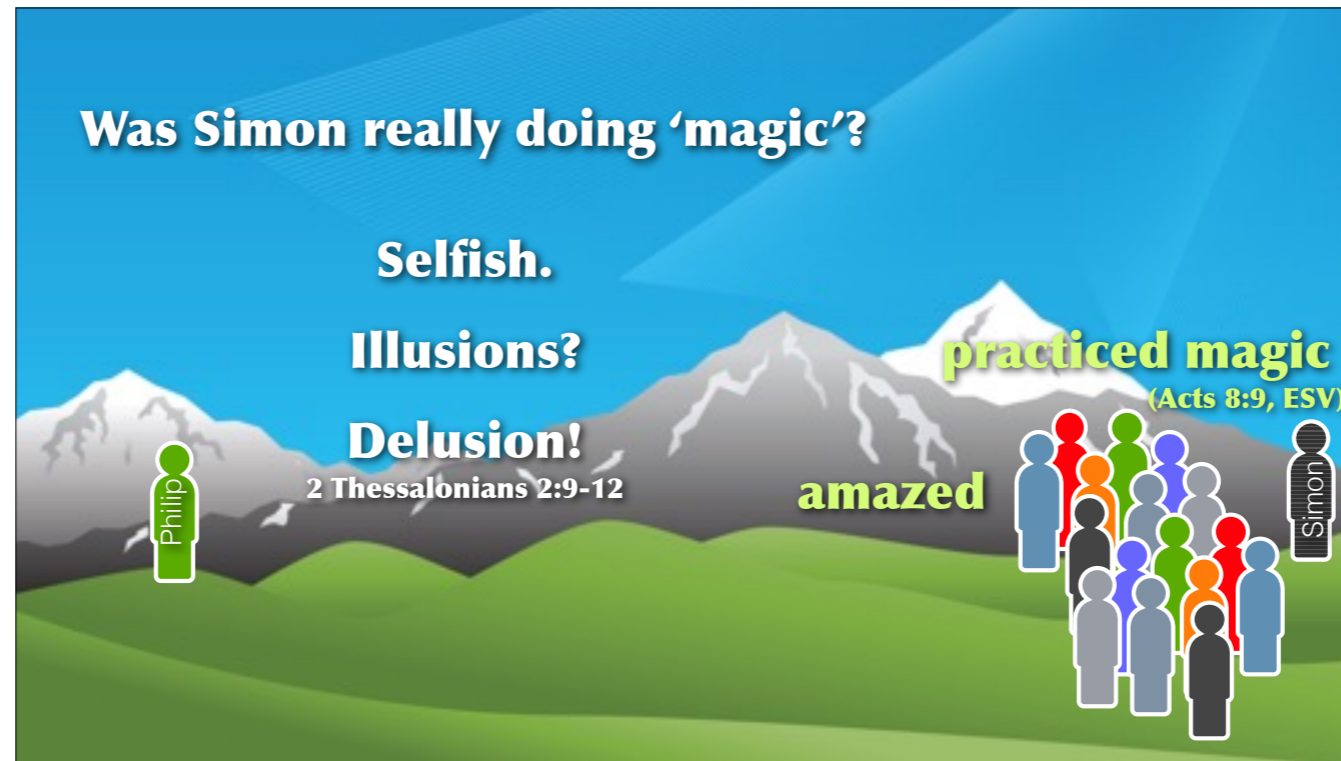 Was Simon really doing ‘magic’?
Selfish.
Illusions?
Delusion!
2 Thessalonians 2:9-12
practiced magic
(Acts 8:9, ESV)
amazed
Philip
Simon